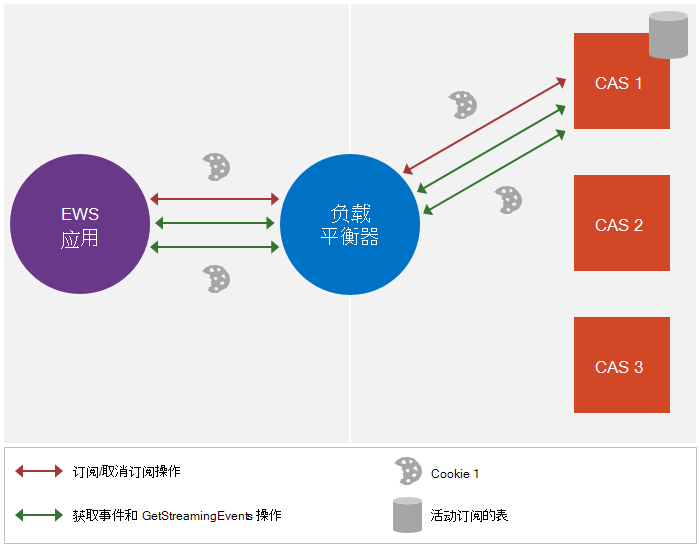 CAS 1
EWS
应用
负载
平衡器
CAS 2
CAS 3
订阅/取消订阅操作
Cookie 1
获取事件和 GetStreamingEvents 操作
活动订阅的表